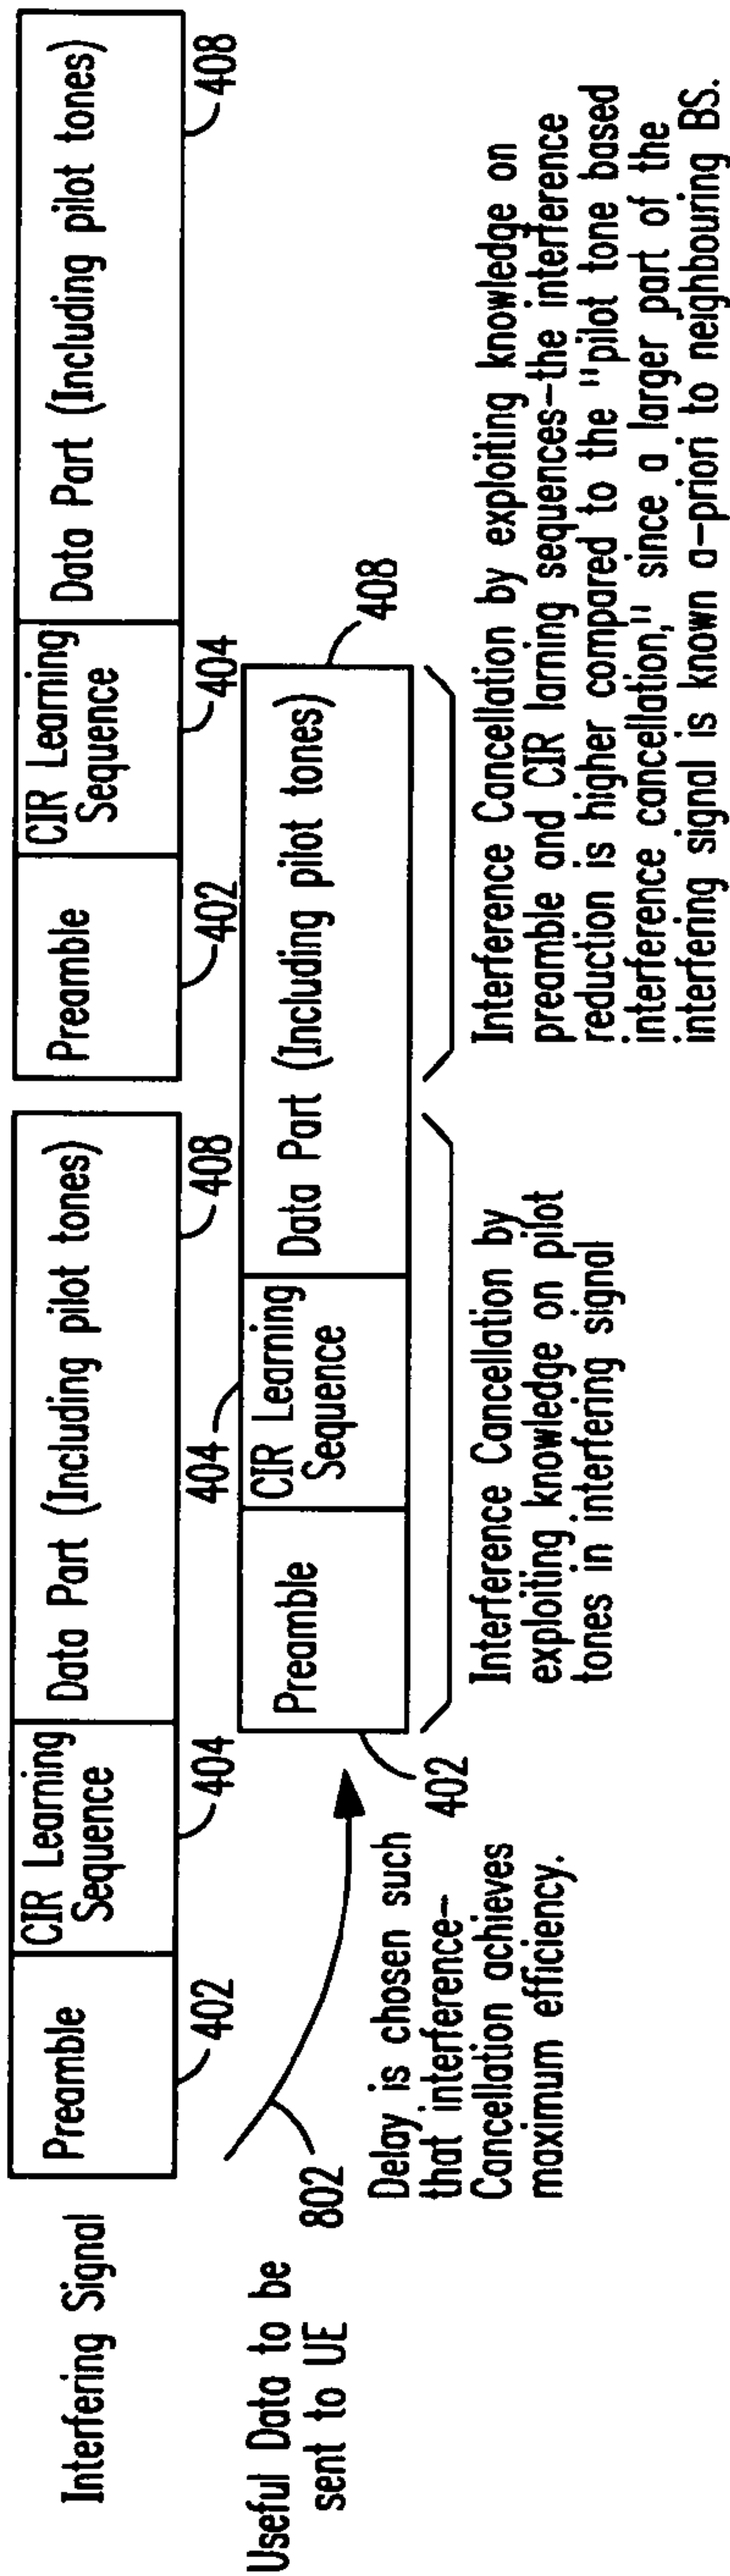 Interfering Signal
Preamble
CIR Learning
Sequence
Data Part (Including pilot tones)
Preamble
CIR Learning
Sequence
Data Part (Including pilot tones)
402
404
408
402
404
408
Useful Data to be
sent to UE
802
Delay is chosen such
that interference-
Cancellation achieves
maximum efficiency.
404
Preamble
CIR Learning
Sequence
Data Part (Including pilot tones)
402
408
Interference Cancellation by
exploiting knowledge on pilot
tones in interfering signal
Interference Cancellation by exploiting knowledge on
preamble and CIR larning sequences-the interference
reduction is higher compared to the "pilot tone based
interference cancellation," since a larger part of the
interfering signal is known a-prion to neighbouring BS.